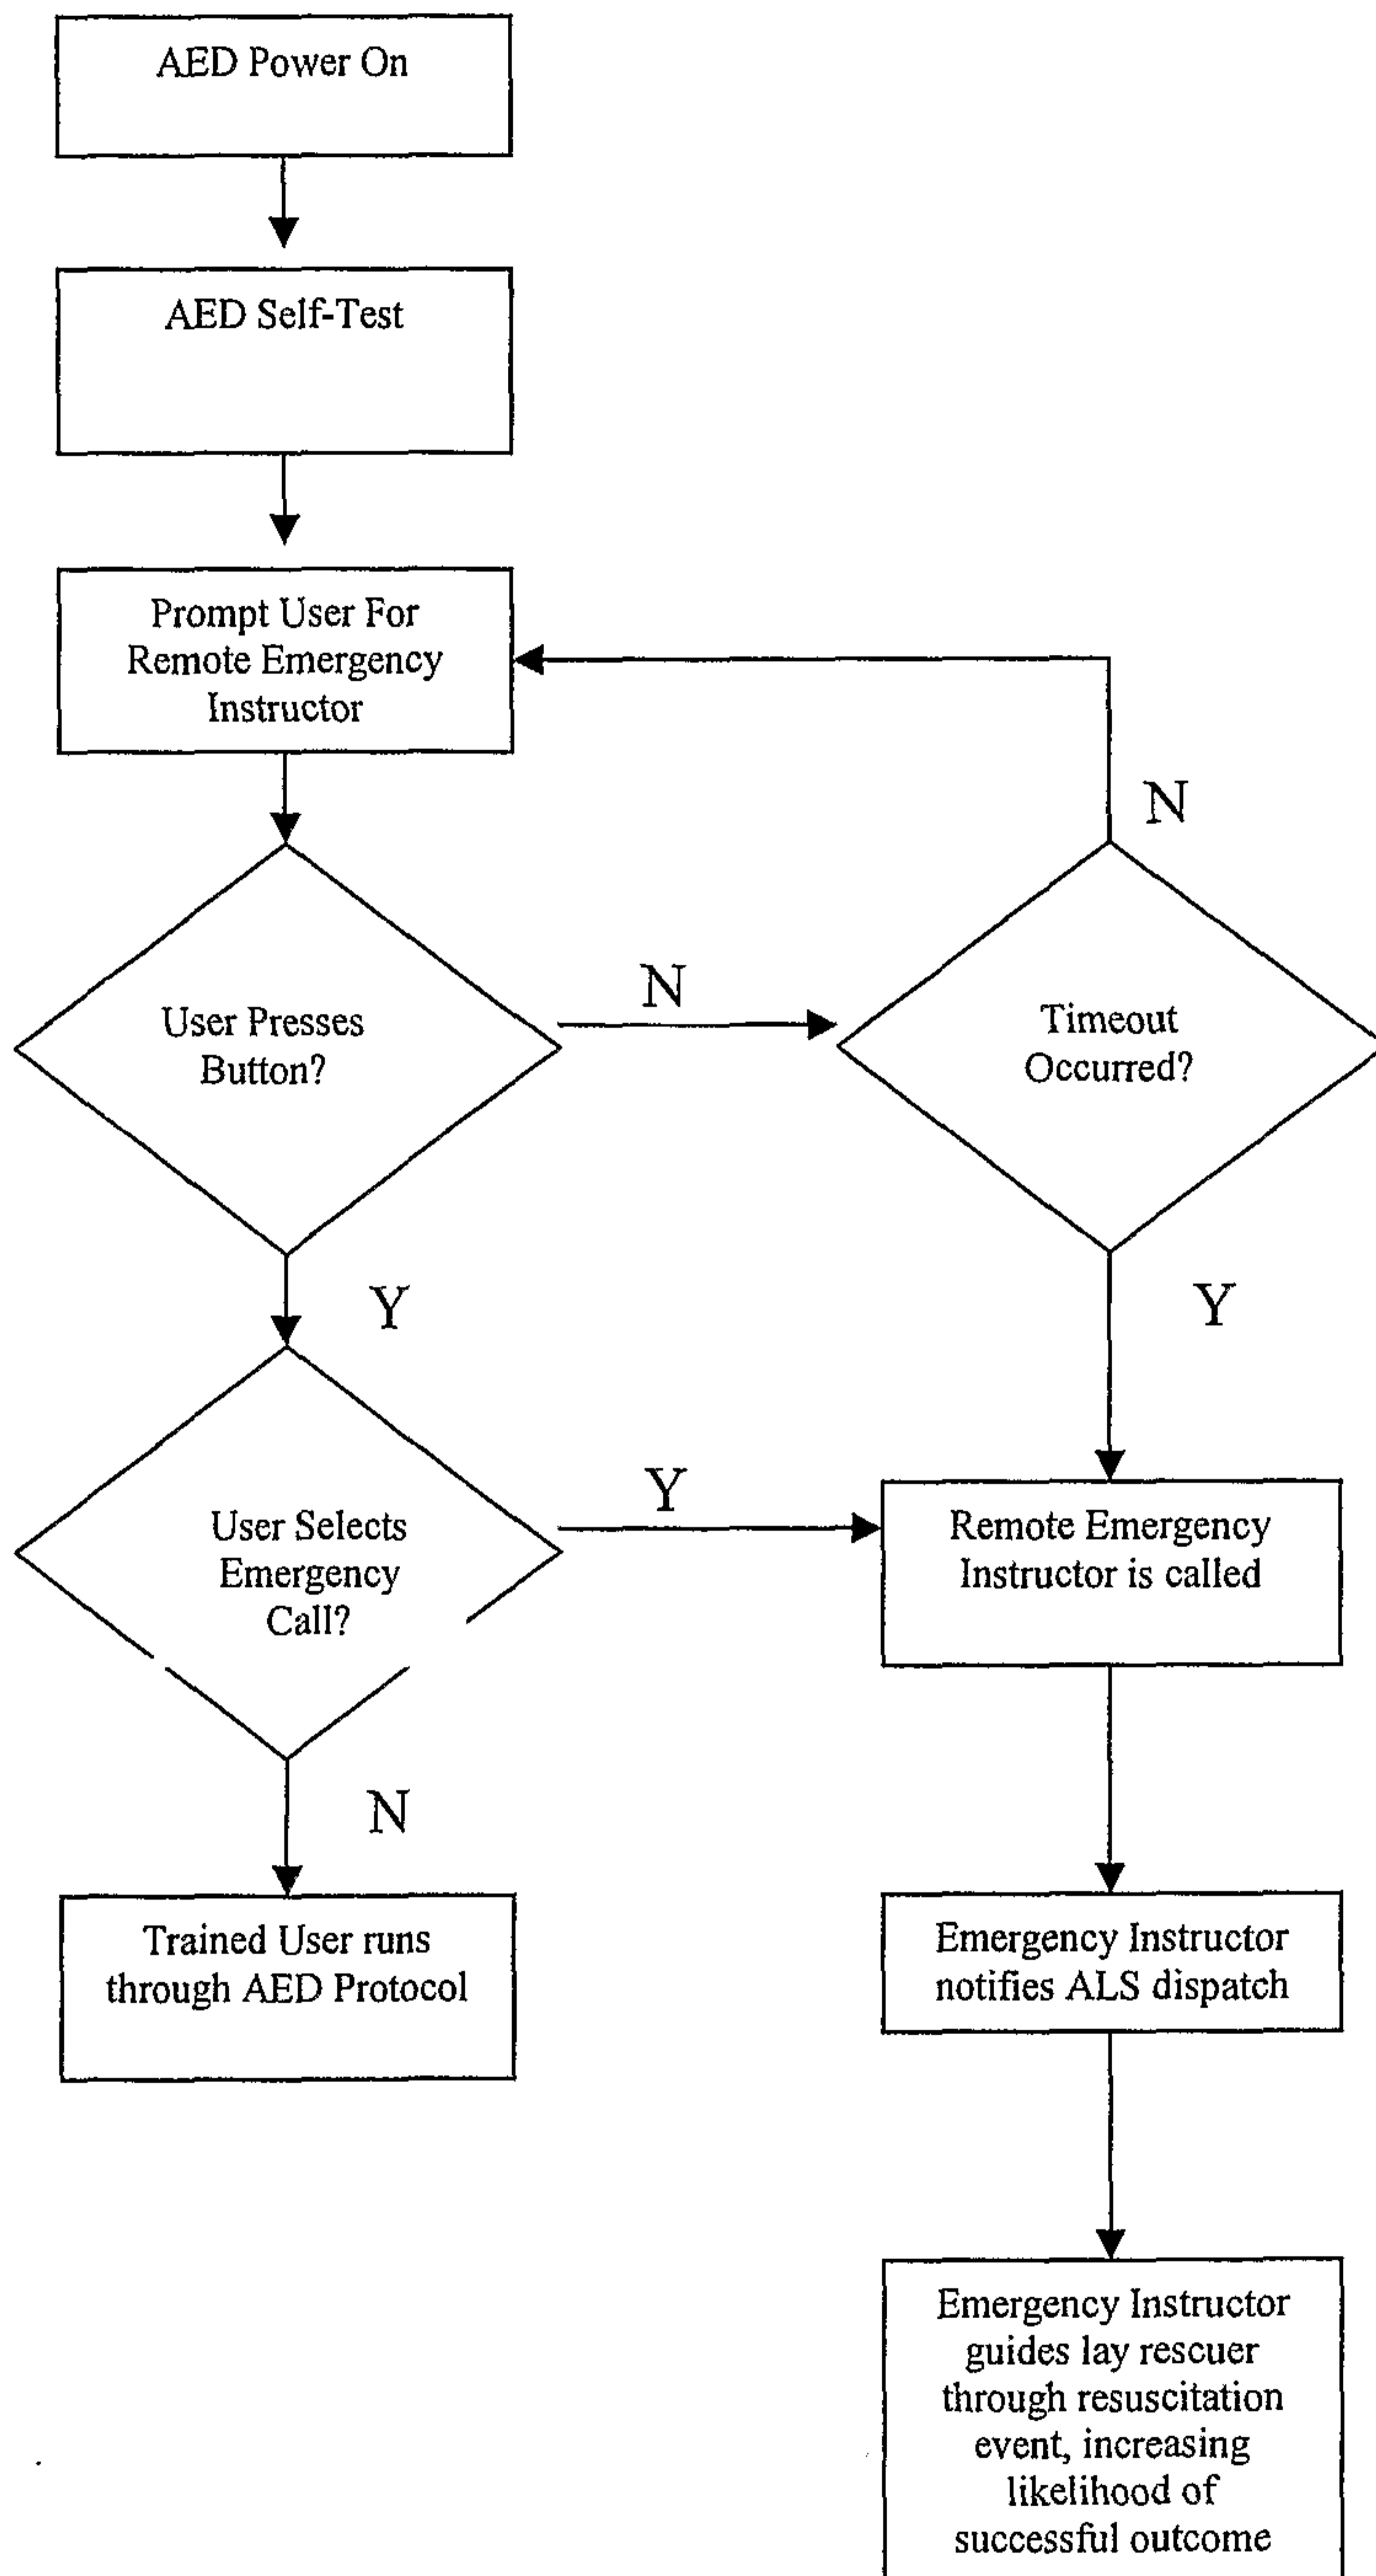 AED Power On
AED Self-Test
Prompt User For
Remote Emergency
Instructor
N
User Presses
Button?
N
Timeout
Occurred?
Y
Y
User Selects
Emergency
Call?
Y
Remote Emergency
Instructor is called
N
Trained User runs
through AED Protocol
Emergency Instructor
notifies ALS dispatch
Emergency Instructor
guides lay rescuer
through resuscitation
event, increasing
likelihood of
successful outcome